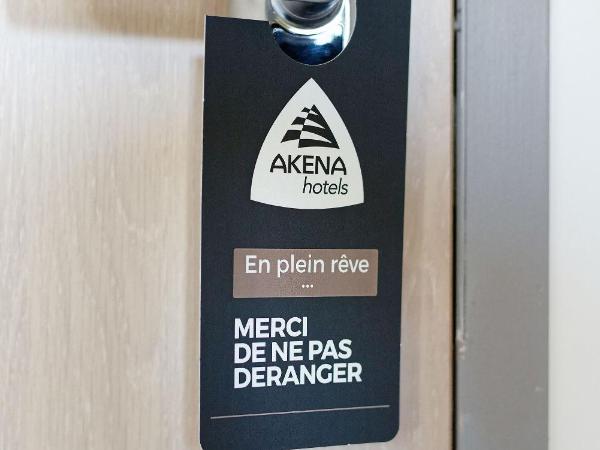 AKENA
hotels
En plein rêve
...
MERCI
DE NE PAS
DERANGER